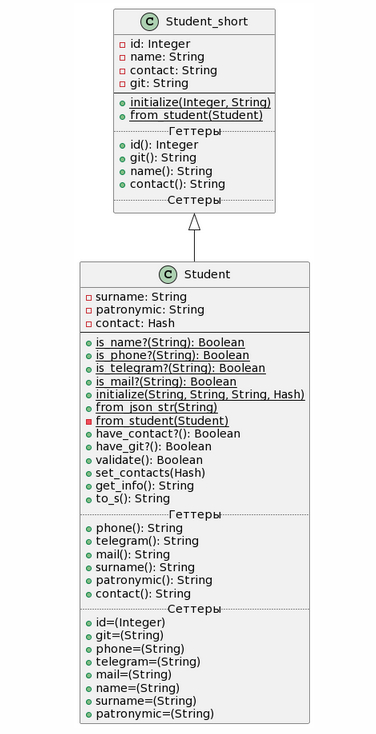 C Student_short
id: Integer
name: String
contact: String
git: String
initialize(Integer, String)
from_student(Student)
Геттеры
id(): Integer
git(): String
name(): String
contact(): String
Сеттеры
C Student
surname: String
patronymic: String
contact: Hash
is_name?(String): Boolean
is_phone?(String): Boolean
is_telegram?(String): Boolean
is_mail?(String): Boolean
initialize(String, String, String, Hash)
from_json_str(String)
from_student(Student)
have_contact?(): Boolean
have_git?(): Boolean
validate(): Boolean
set_contacts(Hash)
get_info(): String
to_s(): String
Геттеры
phone(): String
telegram(): String
mail(): String
surname(): String
patronymic(): String
contact(): String
Сеттеры
id=(Integer)
git=(String)
phone=(String)
telegram=(String)
mail=(String)
name=(String)
surname=(String)
patronymic=(String)